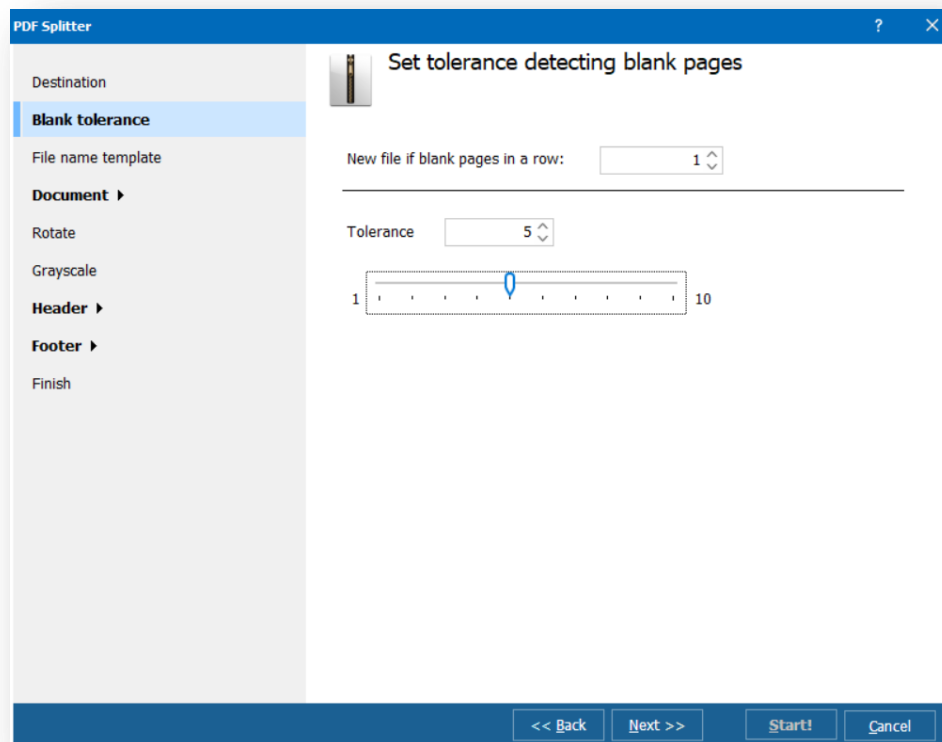 PDF Splitter ?
Destination
Blank tolerance
File name template
Document
Rotate
Grayscale
Header
Footer
Finish
Set tolerance detecting blank pages
New file if blank pages in a row: 1
Tolerance 5
1 10
<< Back Next >> Start! Cancel